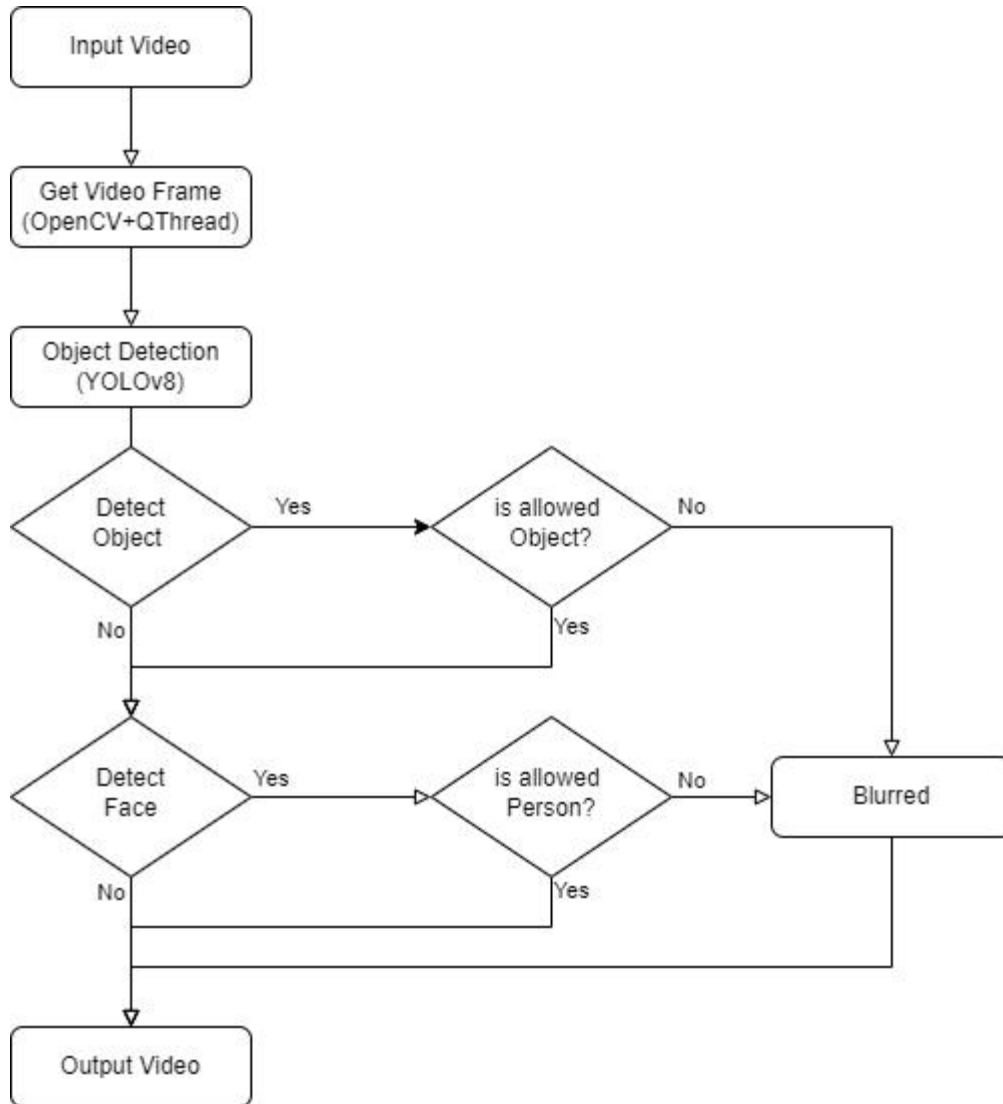 Input Video
Get Video Frame
(OpenCV+QThread)
Object Detection
(YOLOv8)
Detect
Object
Yes
is allowed
Object?
No
No
Yes
Detect
Face
Yes
is allowed
Person?
No
Blurred
No
Yes
Output Video